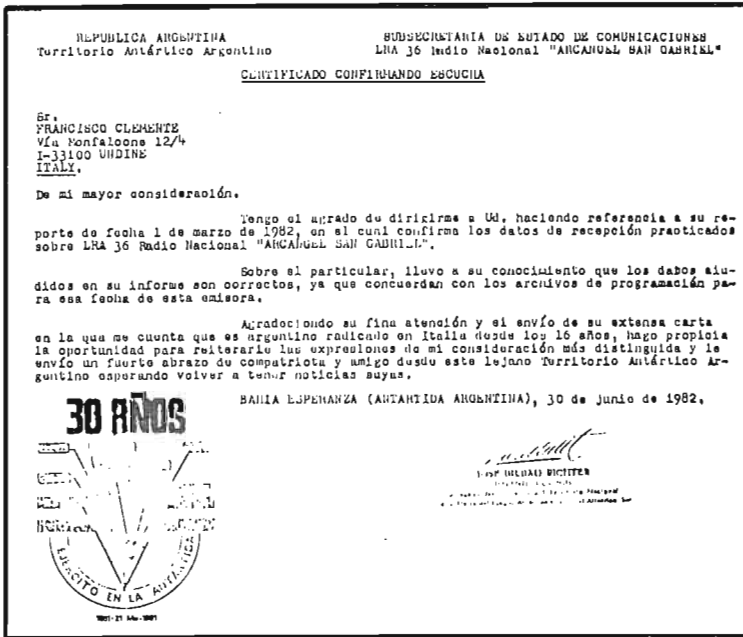 REPUBLICA ARGENTINA
Territorio Antártico Argentino
SUBSECRETARIA DE ESTADO DE COMUNICACIONES
LRA 36 Radio Nacional "ARCANGEL SAN GABRIEL"
CERTIFICADO CONFIRMANDO ESCUCHA
Sr.
FRANCISCO CLEMENTE
Vía Monfalcone 12/4
I-33100 UNDINE
ITALY.
De mi mayor consideración.
Tengo el agrado de dirigirme a Ud. haciendo referencia a su re-
porte de fecha 1 de marzo de 1982, en el cual confirma los datos de recepción practicados
sobre LRA 36 Radio Nacional "ARCANGEL SAN GABRIEL".
Sobre el particular, llevo a su conocimiento que los datos alu-
didos en su informe son correctos, ya que concuerdan con los archivos de programación pa-
ra esa fecha de esta emisora.
Agradeciendo su fina atención y el envío de su extensa carta
en la que me cuenta que es argentino radicado en Italia desde los 16 años, hago propicia
la oportunidad para reiterarle las expresiones de mi consideración más distinguida y le
envío un fuerte abrazo de compatriota y amigo desde este lejano Territorio Antártico Ar-
gentino esperando volver a tener noticias suyas.
BAHIA ESPERANZA (ANTARTIDA ARGENTINA), 30 de junio de 1982.
30 AÑOS
RICHTER
EJERCITO EN LA ANTARTIDA